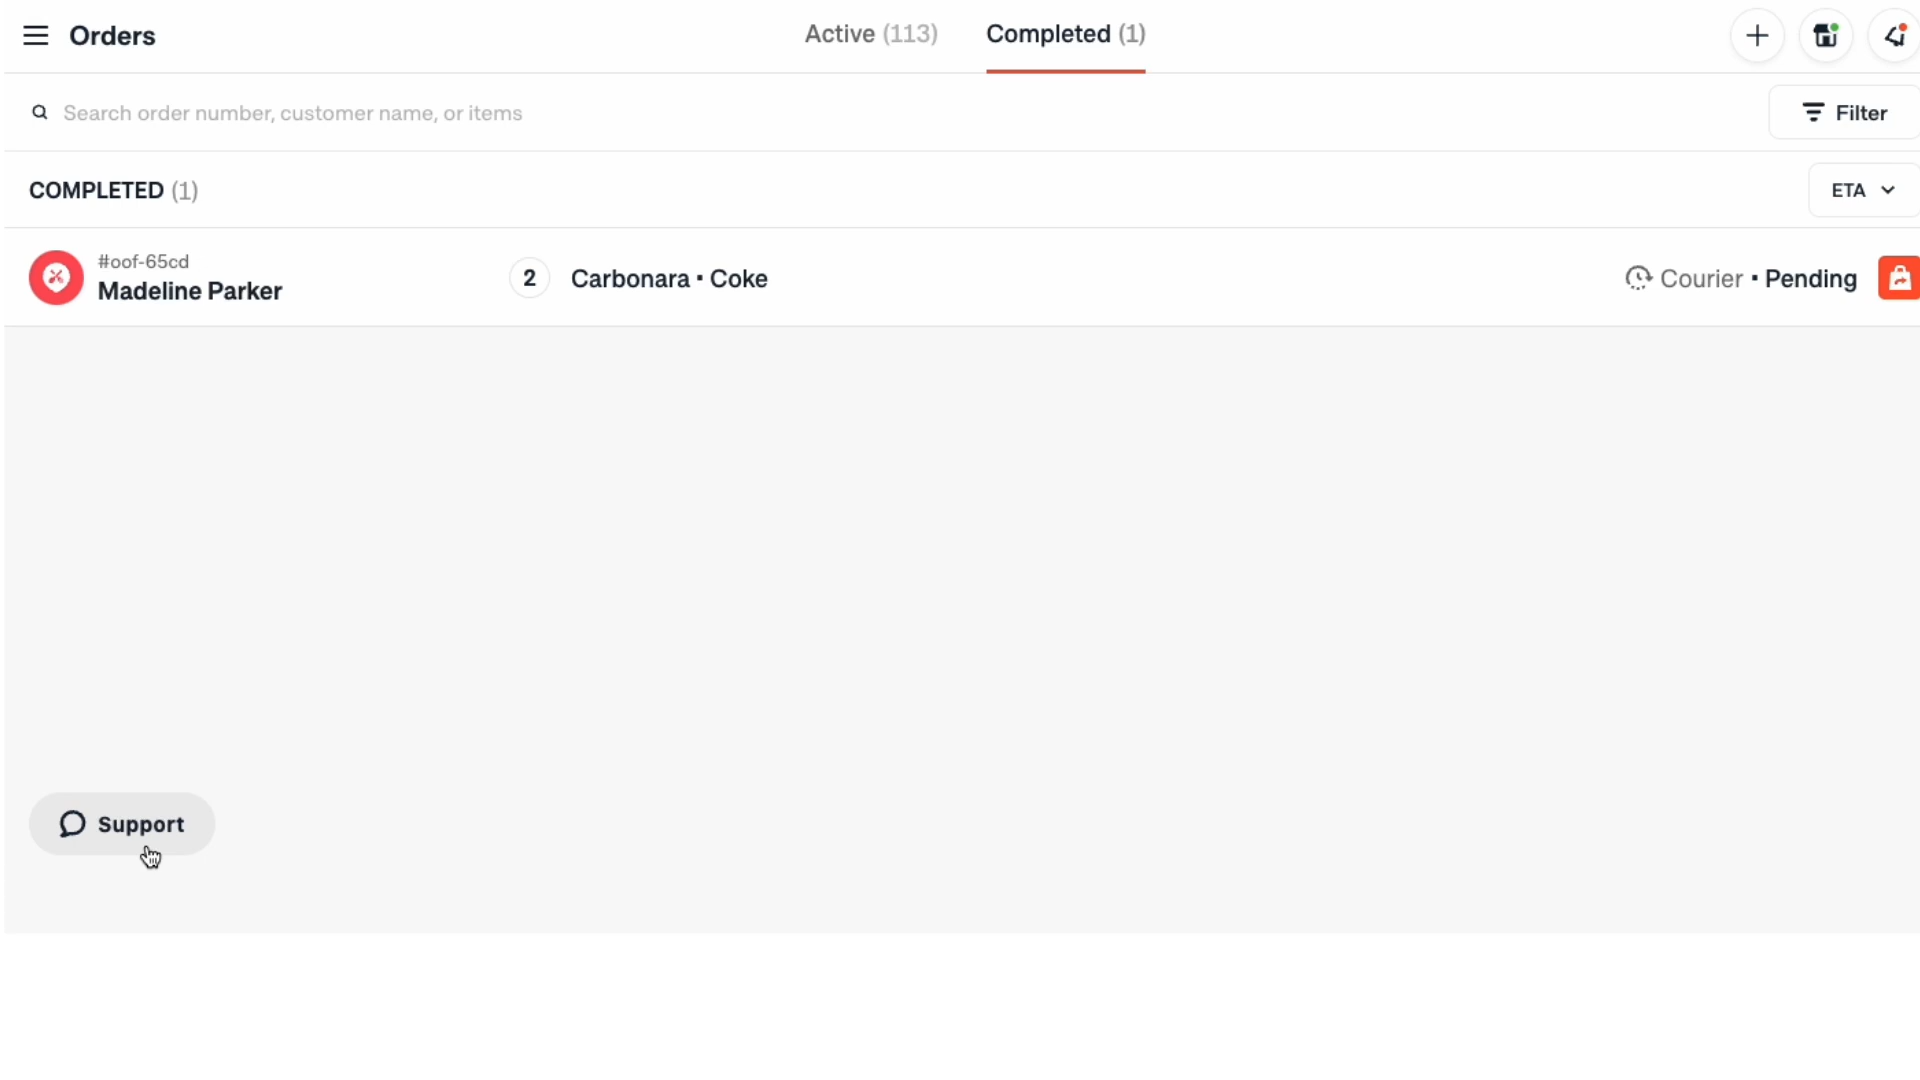 Orders
Active (113)
Completed (1)
Search order number, customer name, or items
Filter
COMPLETED (1)
ETA
#oof-65cd
Madeline Parker
2
Carbonara • Coke
Courier • Pending
Support